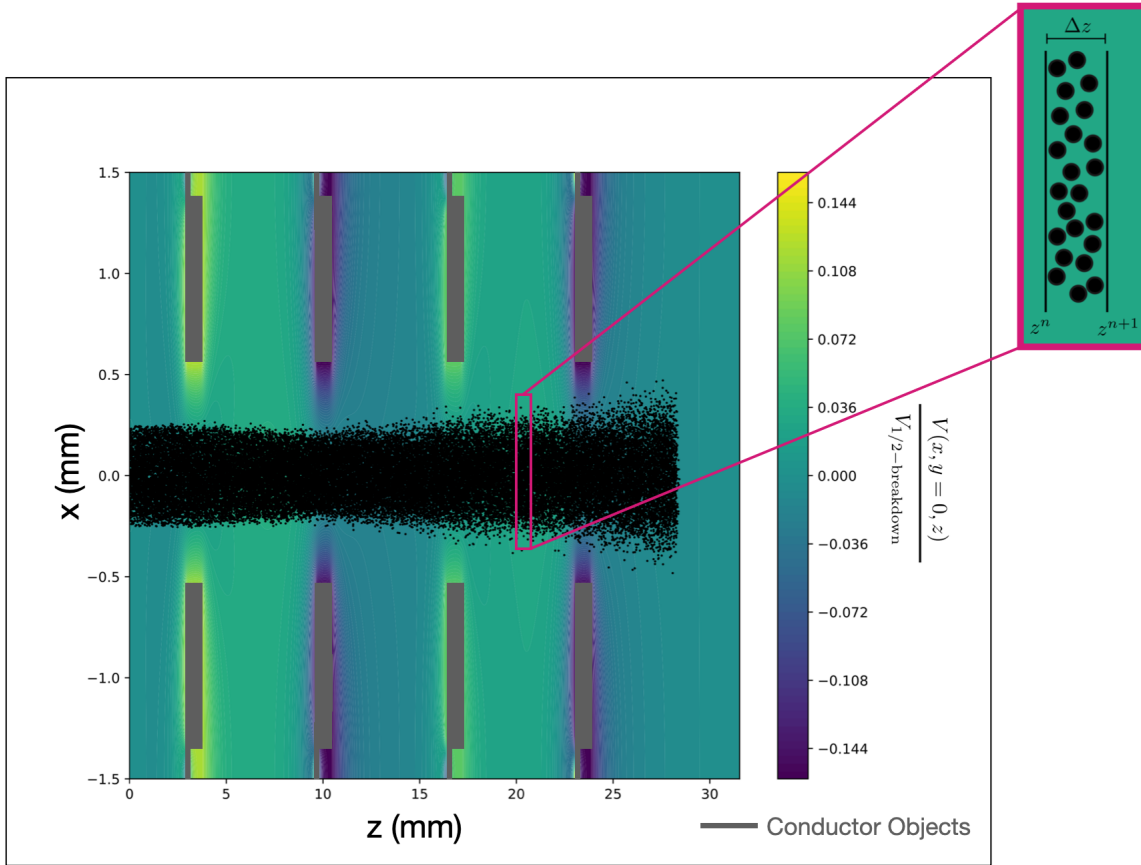 Δz
z^n
z^{n+1}
1.5
1.0
0.5
0.0
−0.5
−1.0
−1.5
x (mm)
0
5
10
15
20
25
30
z (mm)
0.144
0.108
0.072
0.036
0.000
−0.036
−0.072
−0.108
−0.144
V(x, y = 0, z)
V_{1/2−breakdown}
Conductor Objects